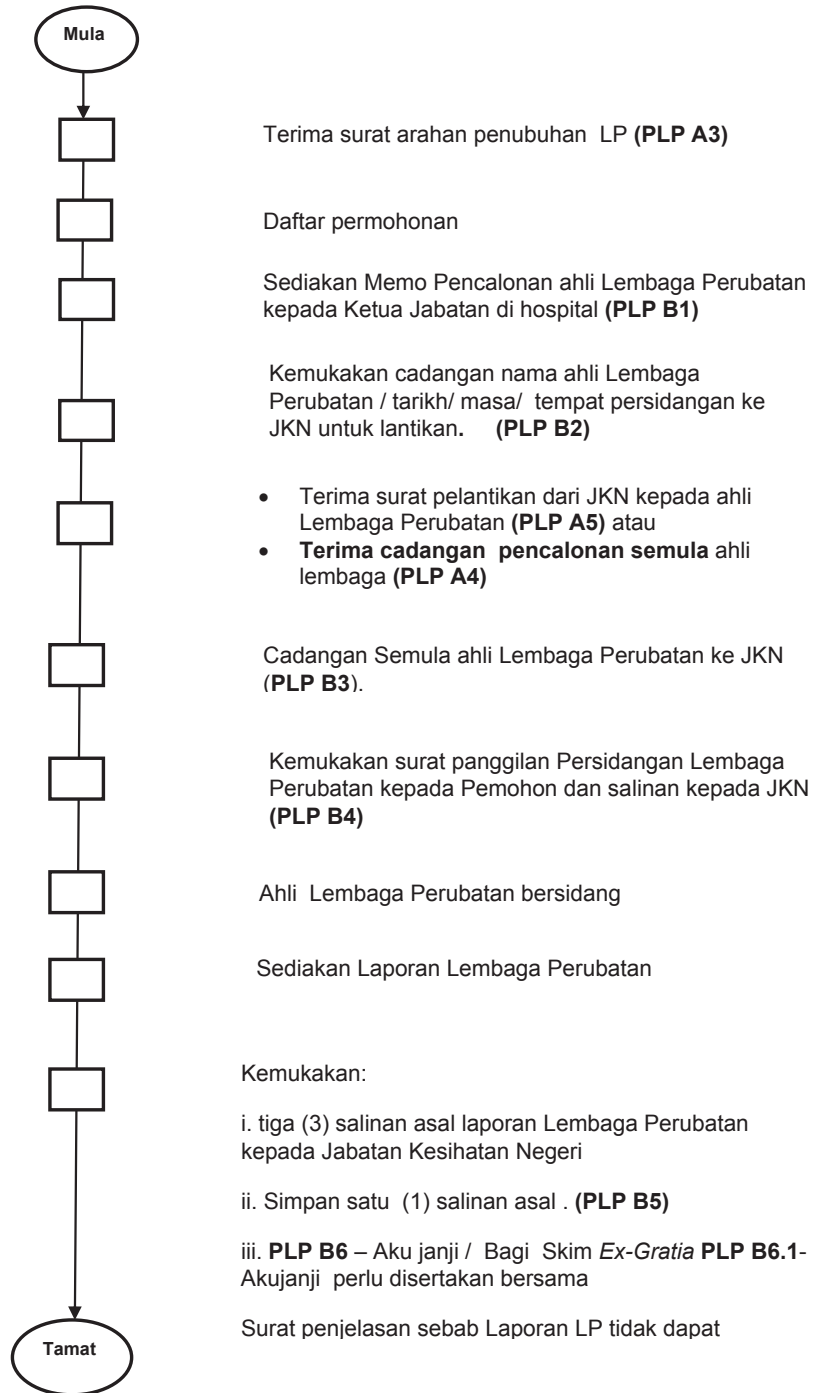 Mula
Terima surat arahan penubuhan LP (PLP A3)
Daftar permohonan
Sediakan Memo Pencalonan ahli Lembaga Perubatan
kepada Ketua Jabatan di hospital (PLP B1)
Kemukakan cadangan nama ahli Lembaga
Perubatan / tarikh/ masa/ tempat persidangan ke
JKN untuk lantikan. (PLP B2)
• Terima surat pelantikan dari JKN kepada ahli
Lembaga Perubatan (PLP A5) atau
• Terima cadangan pencalonan semula ahli
lembaga (PLP A4)
Cadangan Semula ahli Lembaga Perubatan ke JKN
(PLP B3).
Kemukakan surat panggilan Persidangan Lembaga
Perubatan kepada Pemohon dan salinan kepada JKN
(PLP B4)
Ahli Lembaga Perubatan bersidang
Sediakan Laporan Lembaga Perubatan
Kemukakan:
i. tiga (3) salinan asal laporan Lembaga Perubatan
kepada Jabatan Kesihatan Negeri
ii. Simpan satu (1) salinan asal . (PLP B5)
iii. PLP B6 – Aku janji / Bagi Skim Ex-Gratia PLP B6.1-
Akujanji perlu disertakan bersama
Surat penjelasan sebab Laporan LP tidak dapat
Tamat